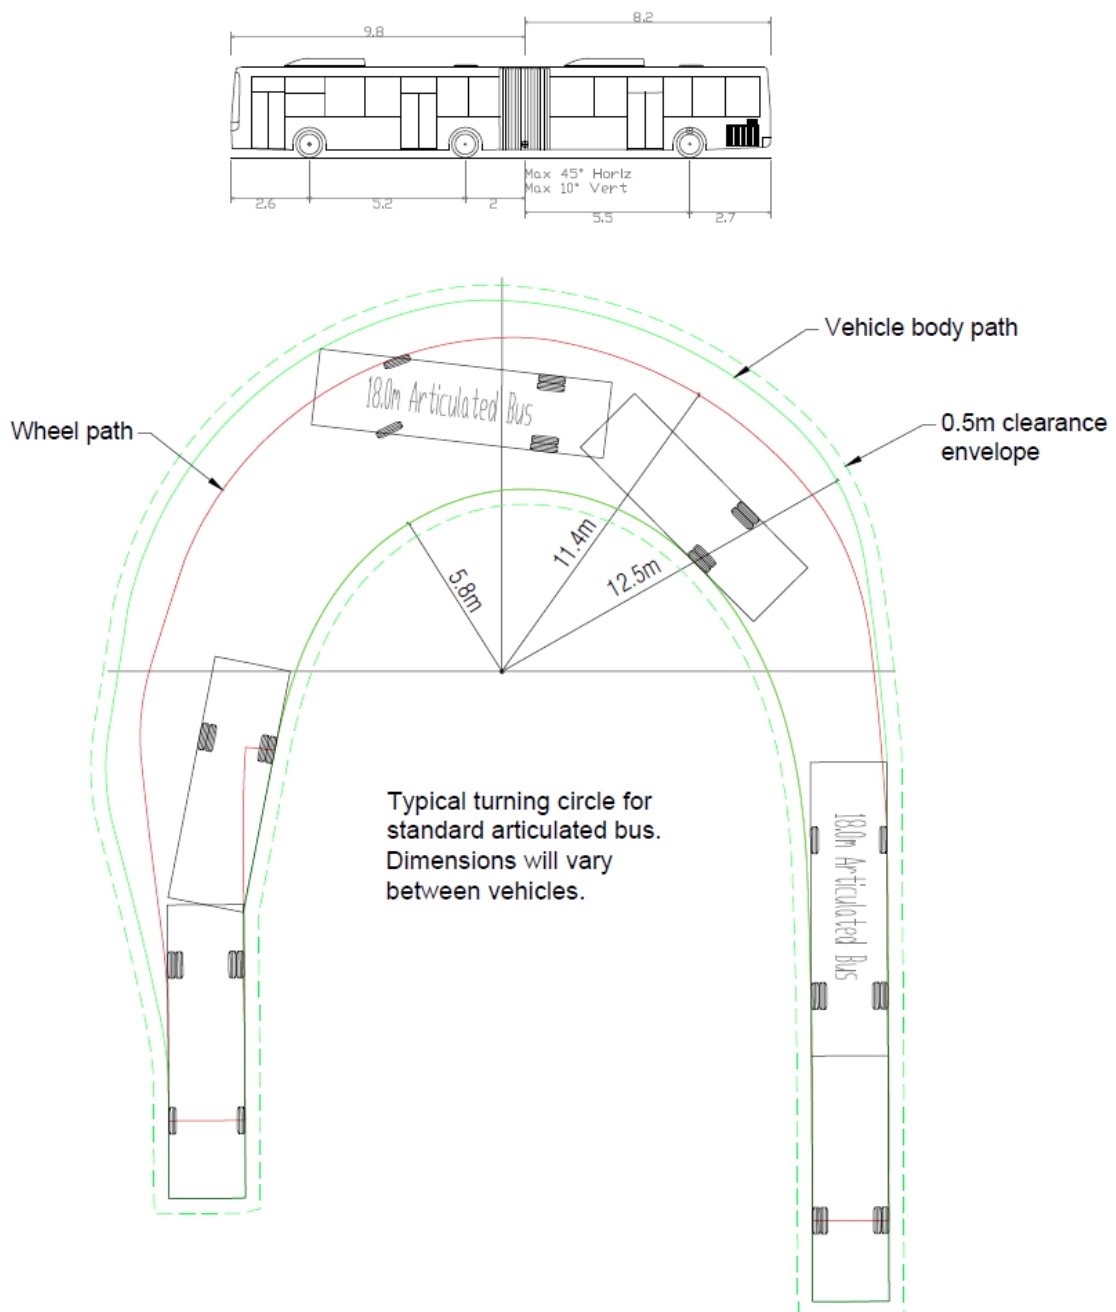 8.2
9.8
Max 45° Horiz
Max 10° Vert
2.6
5.2
2
5.5
2.7
Vehicle body path
0.5m clearance
envelope
Wheel path
18.0m Articulated Bus
11.4m
12.5m
5.8m
Typical turning circle for
standard articulated bus.
Dimensions will vary
between vehicles.
18.0m Articulated Bus